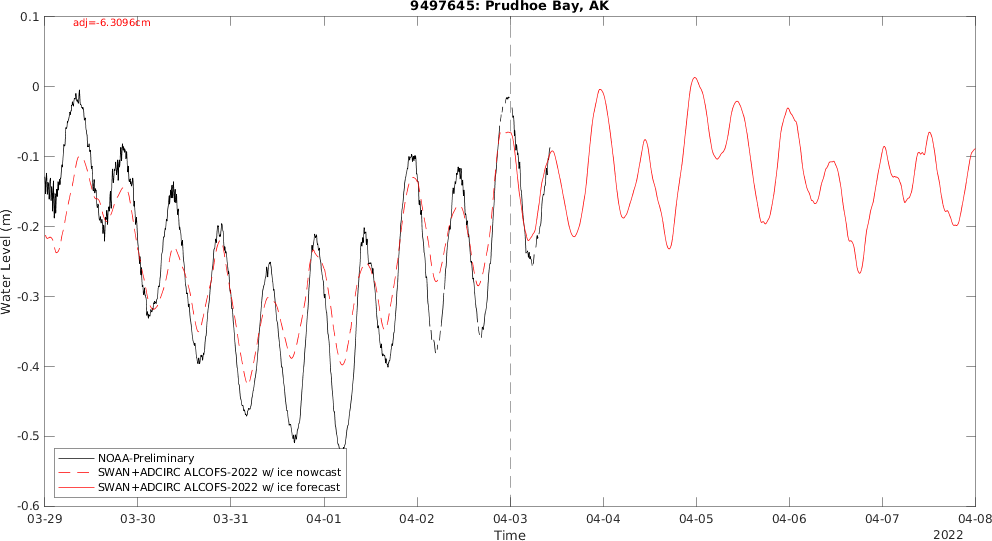 9497645: Prudhoe Bay, AK
adj=-6.3096cm
0.1
0
-0.1
-0.2
-0.3
-0.4
-0.5
-0.6
Water Level (m)
NOAA-Preliminary
SWAN+ADCIRC ALCOFS-2022 w/ ice nowcast
SWAN+ADCIRC ALCOFS-2022 w/ ice forecast
03-29 03-30 03-31 04-01 04-02 04-03 04-04 04-05 04-06 04-07 04-08
Time
2022